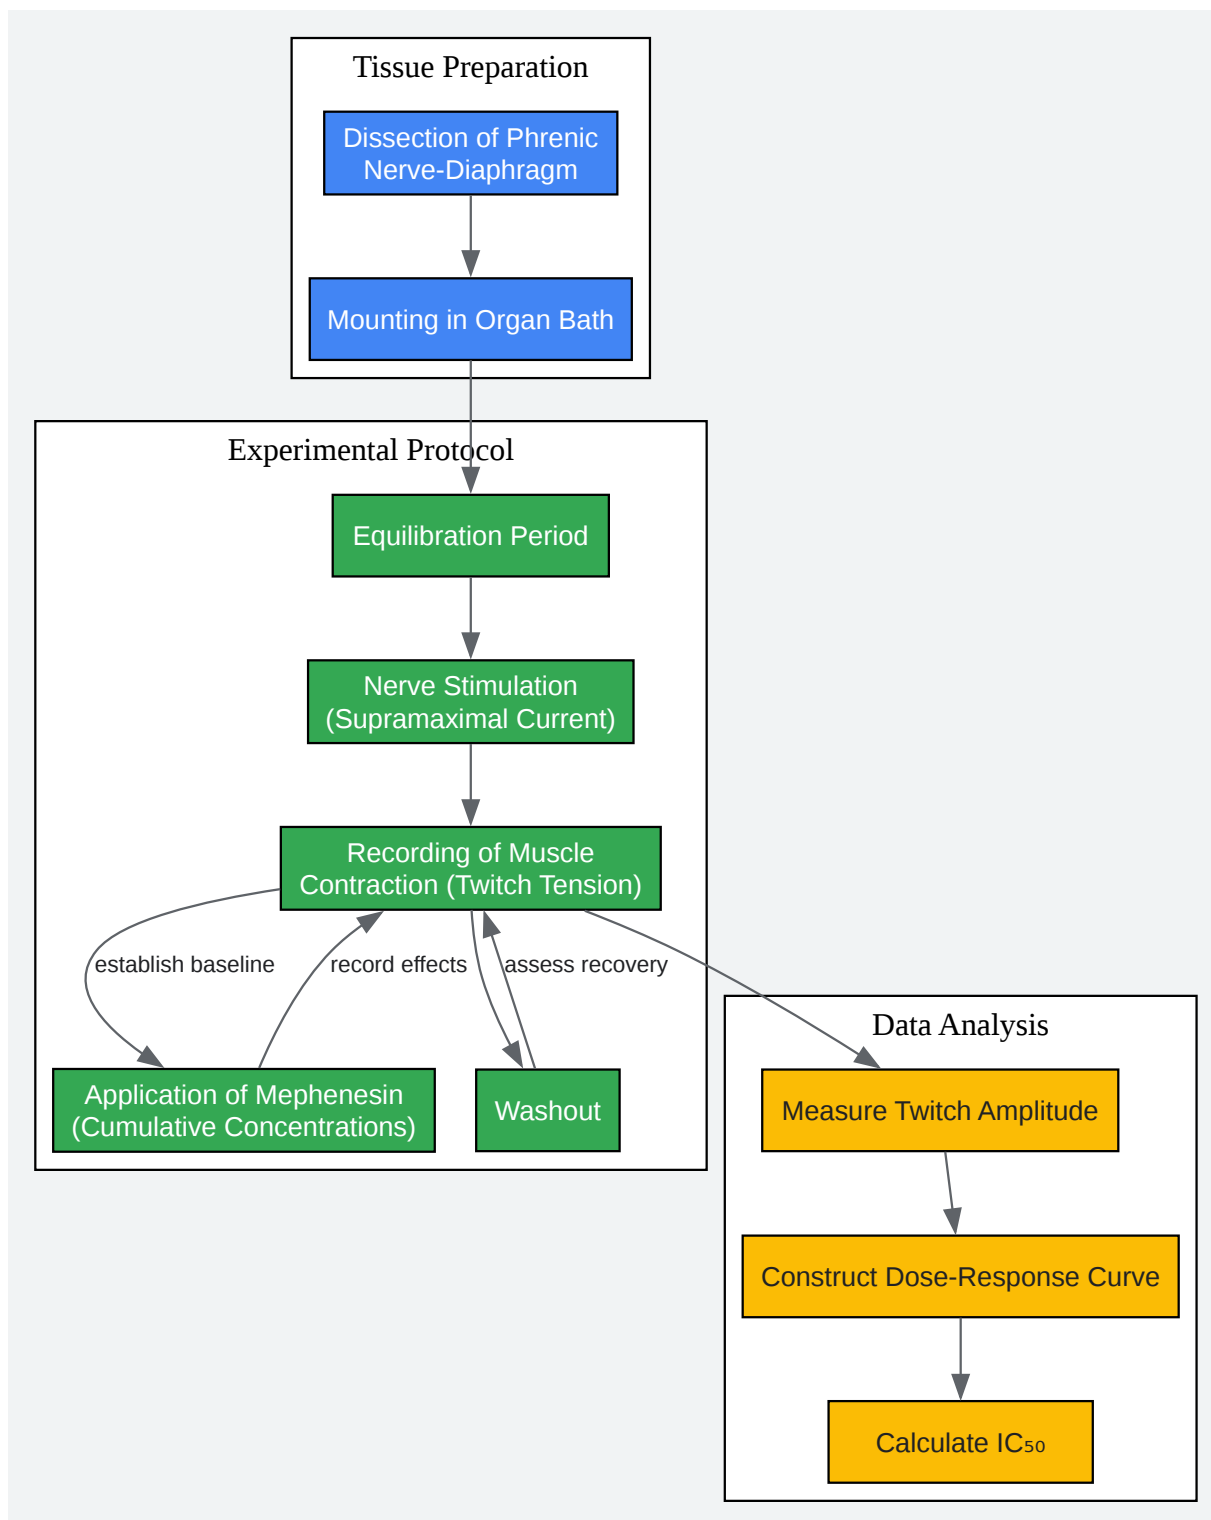 Tissue Preparation
Dissection of Phrenic
Nerve-Diaphragm
Mounting in Organ Bath
Experimental Protocol
Equilibration Period
Nerve Stimulation
(Supramaximal Current)
Recording of Muscle
Contraction (Twitch Tension)
establish baseline
record effects
assess recovery
Application of Mephenesin
(Cumulative Concentrations)
Washout
Data Analysis
Measure Twitch Amplitude
Construct Dose-Response Curve
Calculate IC₅₀